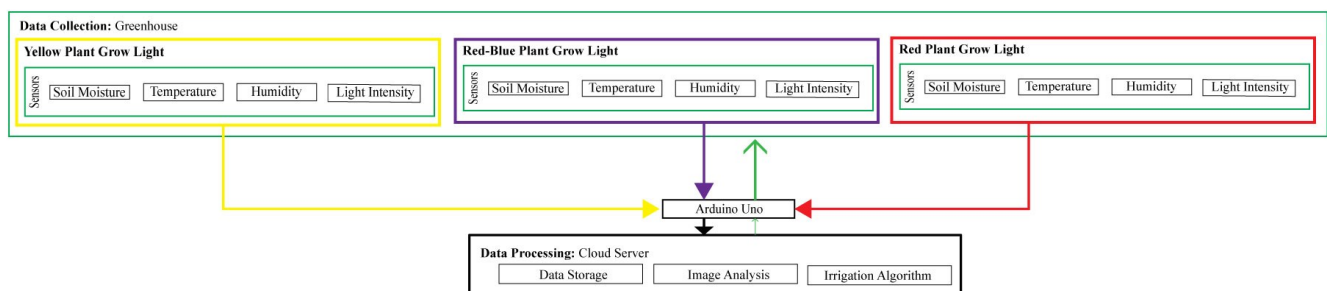 Data Collection: Greenhouse
Yellow Plant Grow Light
Sensors
Soil Moisture
Temperature
Humidity
Light Intensity
Red-Blue Plant Grow Light
Sensors
Soil Moisture
Temperature
Humidity
Light Intensity
Red Plant Grow Light
Sensors
Soil Moisture
Temperature
Humidity
Light Intensity
Arduino Uno
Data Processing: Cloud Server
Data Storage
Image Analysis
Irrigation Algorithm